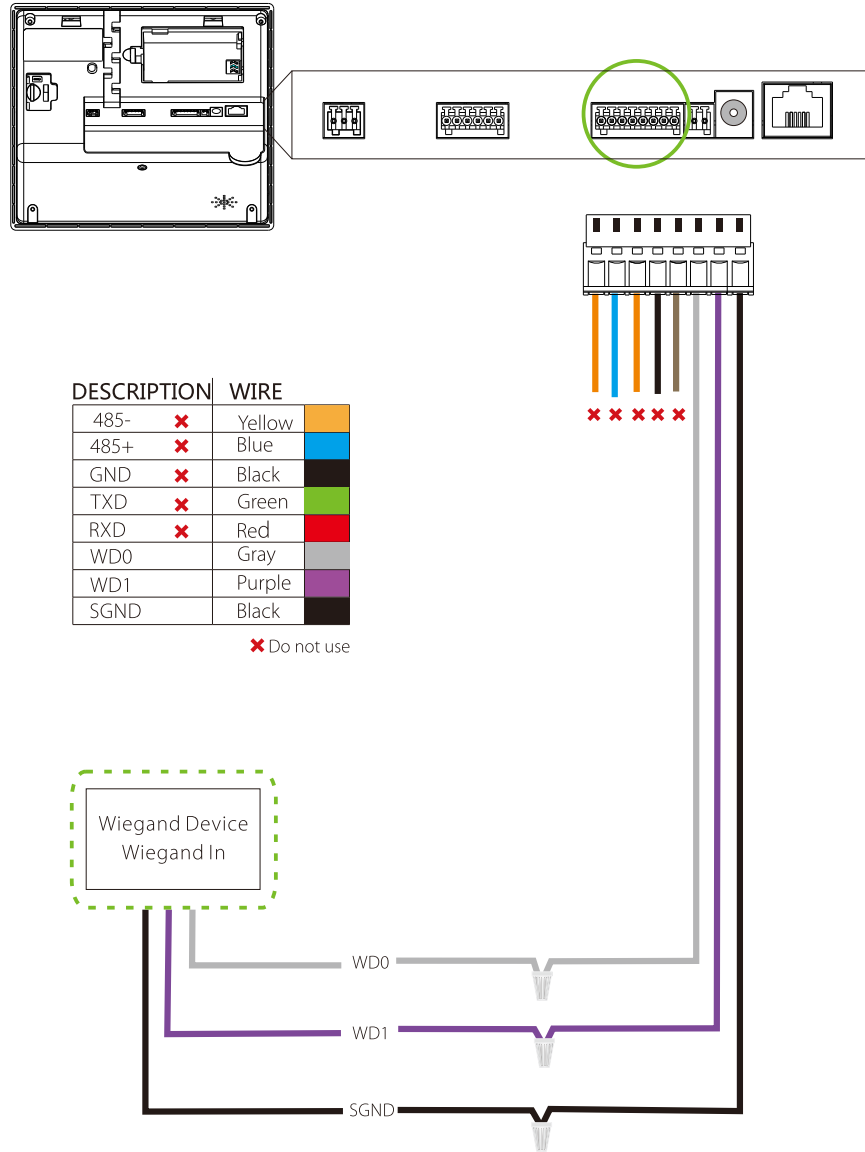 DESCRIPTION WIRE
485- Yellow
485+ Blue
GND Black
TXD Green
RXD Red
WD0 Gray
WD1 Purple
SGND Black
Do not use
Wiegand Device
Wiegand In
WD0
WD1
SGND